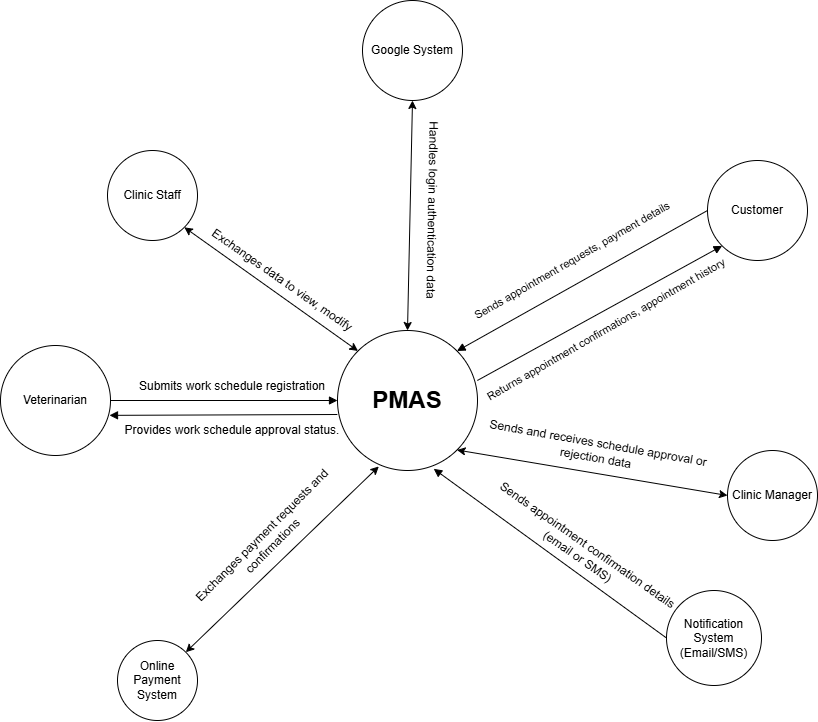 Google System
Handles login authentication data
Clinic Staff
Exchanges data to view, modify
Customer
Sends appointment requests, payment details
Returns appointment confirmations, appointment history
Veterinarian
Submits work schedule registration
Provides work schedule approval status.
PMAS
Sends and receives schedule approval or
rejection data
Clinic Manager
Exchanges payment requests and
confirmations
Sends appointment confirmation details
(email or SMS)
Notification
System
(Email/SMS)
Online
Payment
System